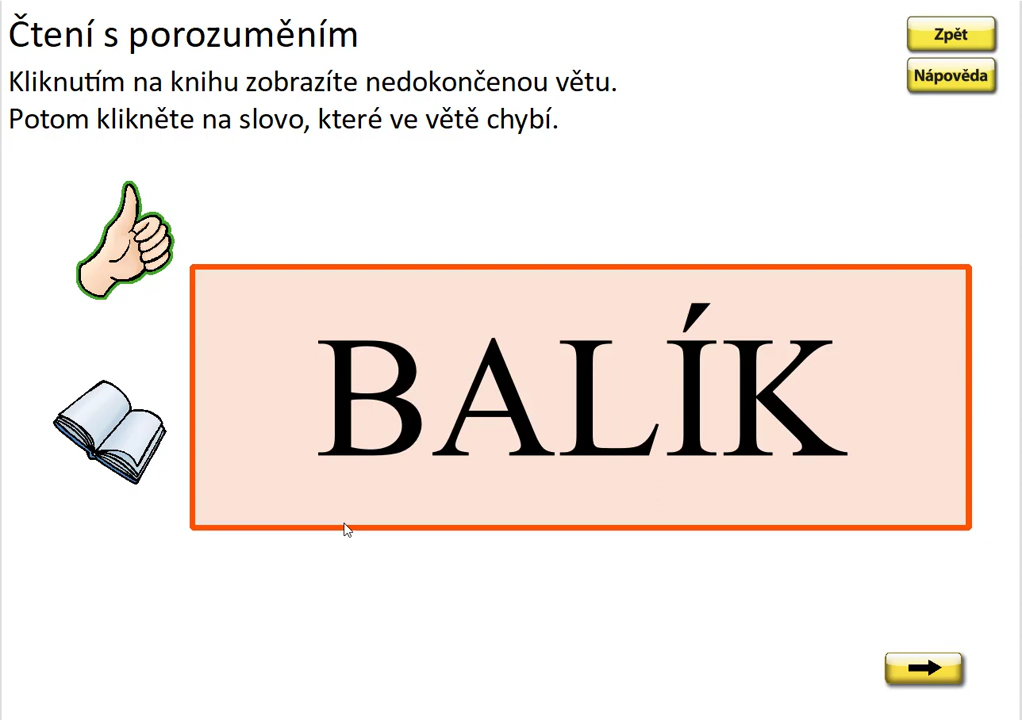 Čtení s porozuměním
Zpět
Kliknutím na knihu zobrazíte nedokončenou větu.
Nápověda
Potom klikněte na slovo, které ve větě chybí.
BALÍK